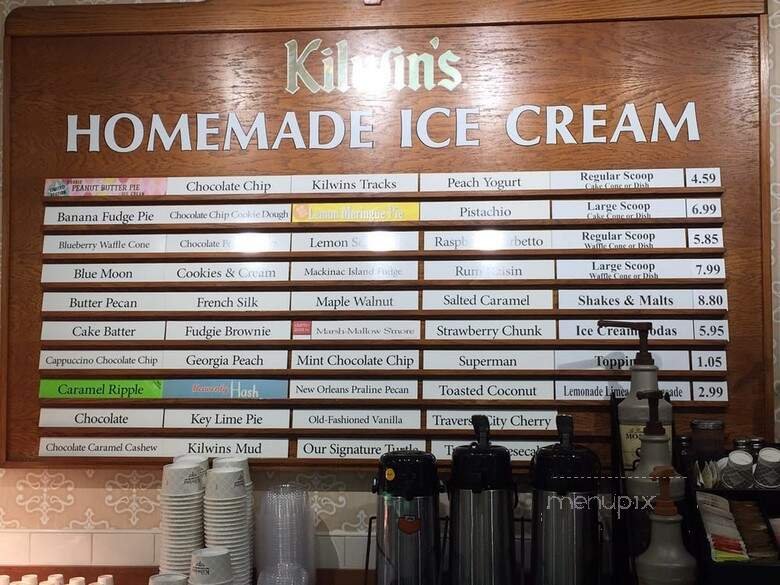 Kilwin's
HOMEMADE ICE CREAM
PEANUT BUTTER PIE
ICE CREAM
Chocolate Chip
Kilwins Tracks
Peach Yogurt
Regular Scoop
Cake Cone or Dish
4.59
Banana Fudge Pie
Chocolate Chip Cookie Dough
Lemon Meringue Pie
Pistachio
Large Scoop
Cake Cone or Dish
6.99
Blueberry Waffle Cone
Chocolate
Lemon
Regular Scoop
Waffle Cone or Dish
5.85
Blue Moon
Cookies & Cream
Mackinac Island Fudge
Rum Raisin
Large Scoop
Waffle Cone or Dish
7.99
Butter Pecan
French Silk
Maple Walnut
Salted Caramel
Shakes & Malts
8.80
Cake Batter
Fudgie Brownie
Marsh-Mallow S'more
Strawberry Chunk
Ice Cream Sodas
5.95
Cappuccino Chocolate Chip
Georgia Peach
Mint Chocolate Chip
Superman
1.05
Caramel Ripple
Heavenly Hash
New Orleans Praline Pecan
Toasted Coconut
Lemonade
2.99
Chocolate
Key Lime Pie
Old-Fashioned Vanilla
Traverse City Cherry
Chocolate Caramel Cashew
Kilwins Mud
Our Signature Turtle
menupix